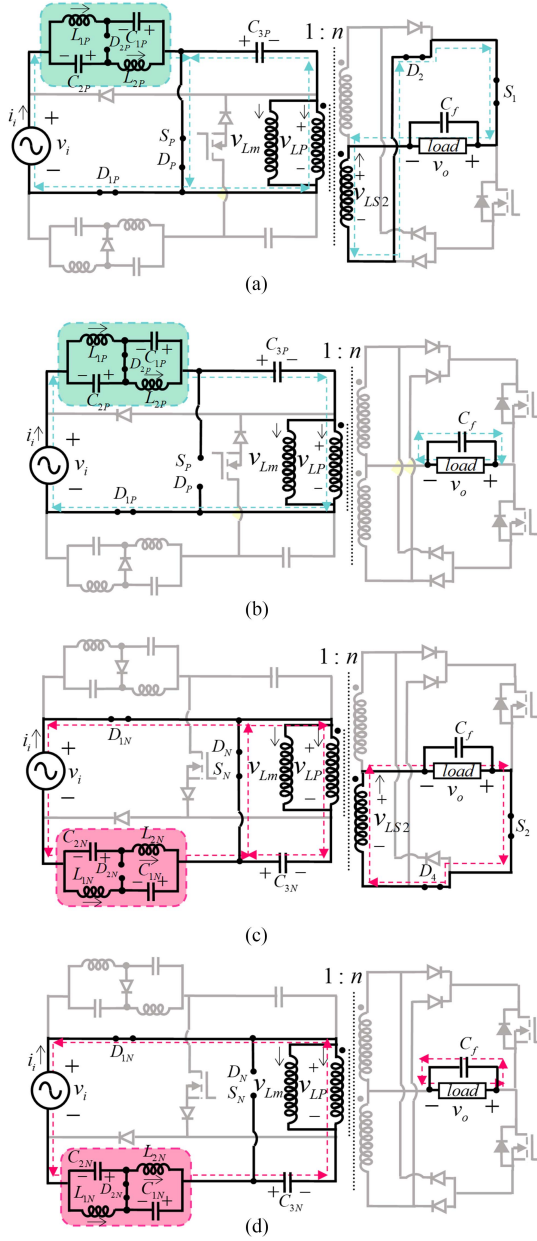 1 : n
L1P
D2P
C1P
C2P
L2P
C3P
D2
S1
Cf
ii
+
vi
−
SP
DP
vLm
+
vLP
−
− load +
vo
D1P
+
vLS2
−
(a)
1 : n
L1P
D2P
C1P
C2P
L2P
C3P
+ −
ii
+
vi
−
SP
DP
vLm
+
vLP
−
Cf
− load +
vo
D1P
(b)
1 : n
D1N
ii
+
vi
−
DN
SN
vLm
+
vLP
−
Cf
− load +
vo
+
vLS2
−
S2
C2N
L2N
L1N
D2N
C1N
+ −
C3N
D4
(c)
1 : n
D1N
ii
+
vi
−
DN
SN
vLm
+
vLP
−
Cf
− load +
vo
C2N
L2N
L1N
D2N
C1N
+ −
C3N
(d)